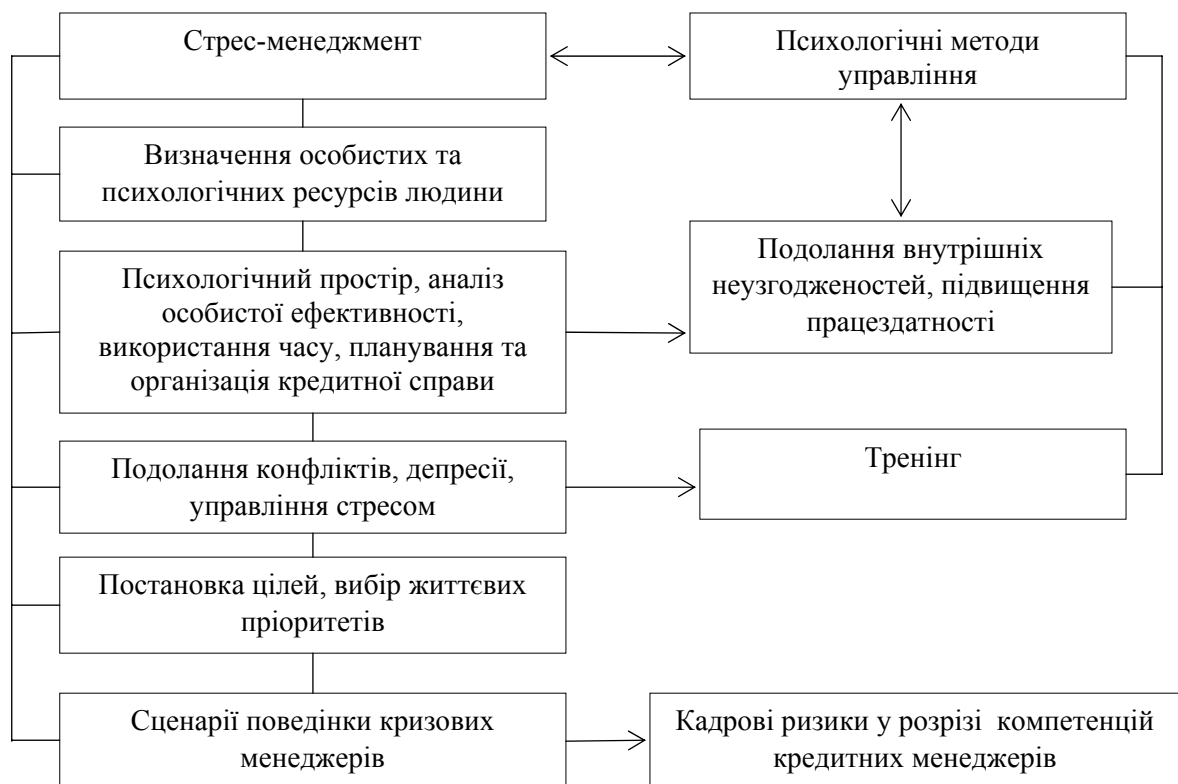 Стрес-менеджмент
Психологічні методи
управління
Визначення особистих та
психологічних ресурсів людини
Психологічний простір, аналіз
особистої ефективності,
використання часу, планування та
організація кредитної справи
Подолання внутрішніх
неузгодженостей, підвищення
працездатності
Подолання конфліктів, депресії,
управління стресом
Тренінг
Постановка цілей, вибір життєвих
пріоритетів
Сценарії поведінки кризових
менеджерів
Кадрові ризики у розрізі компетенцій
кредитних менеджерів